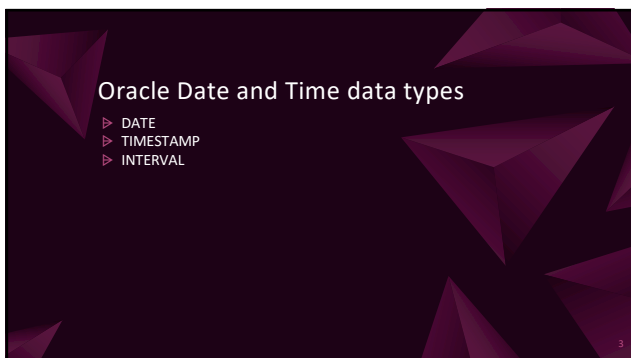 Oracle Date and Time data types
DATE
TIMESTAMP
INTERVAL
3